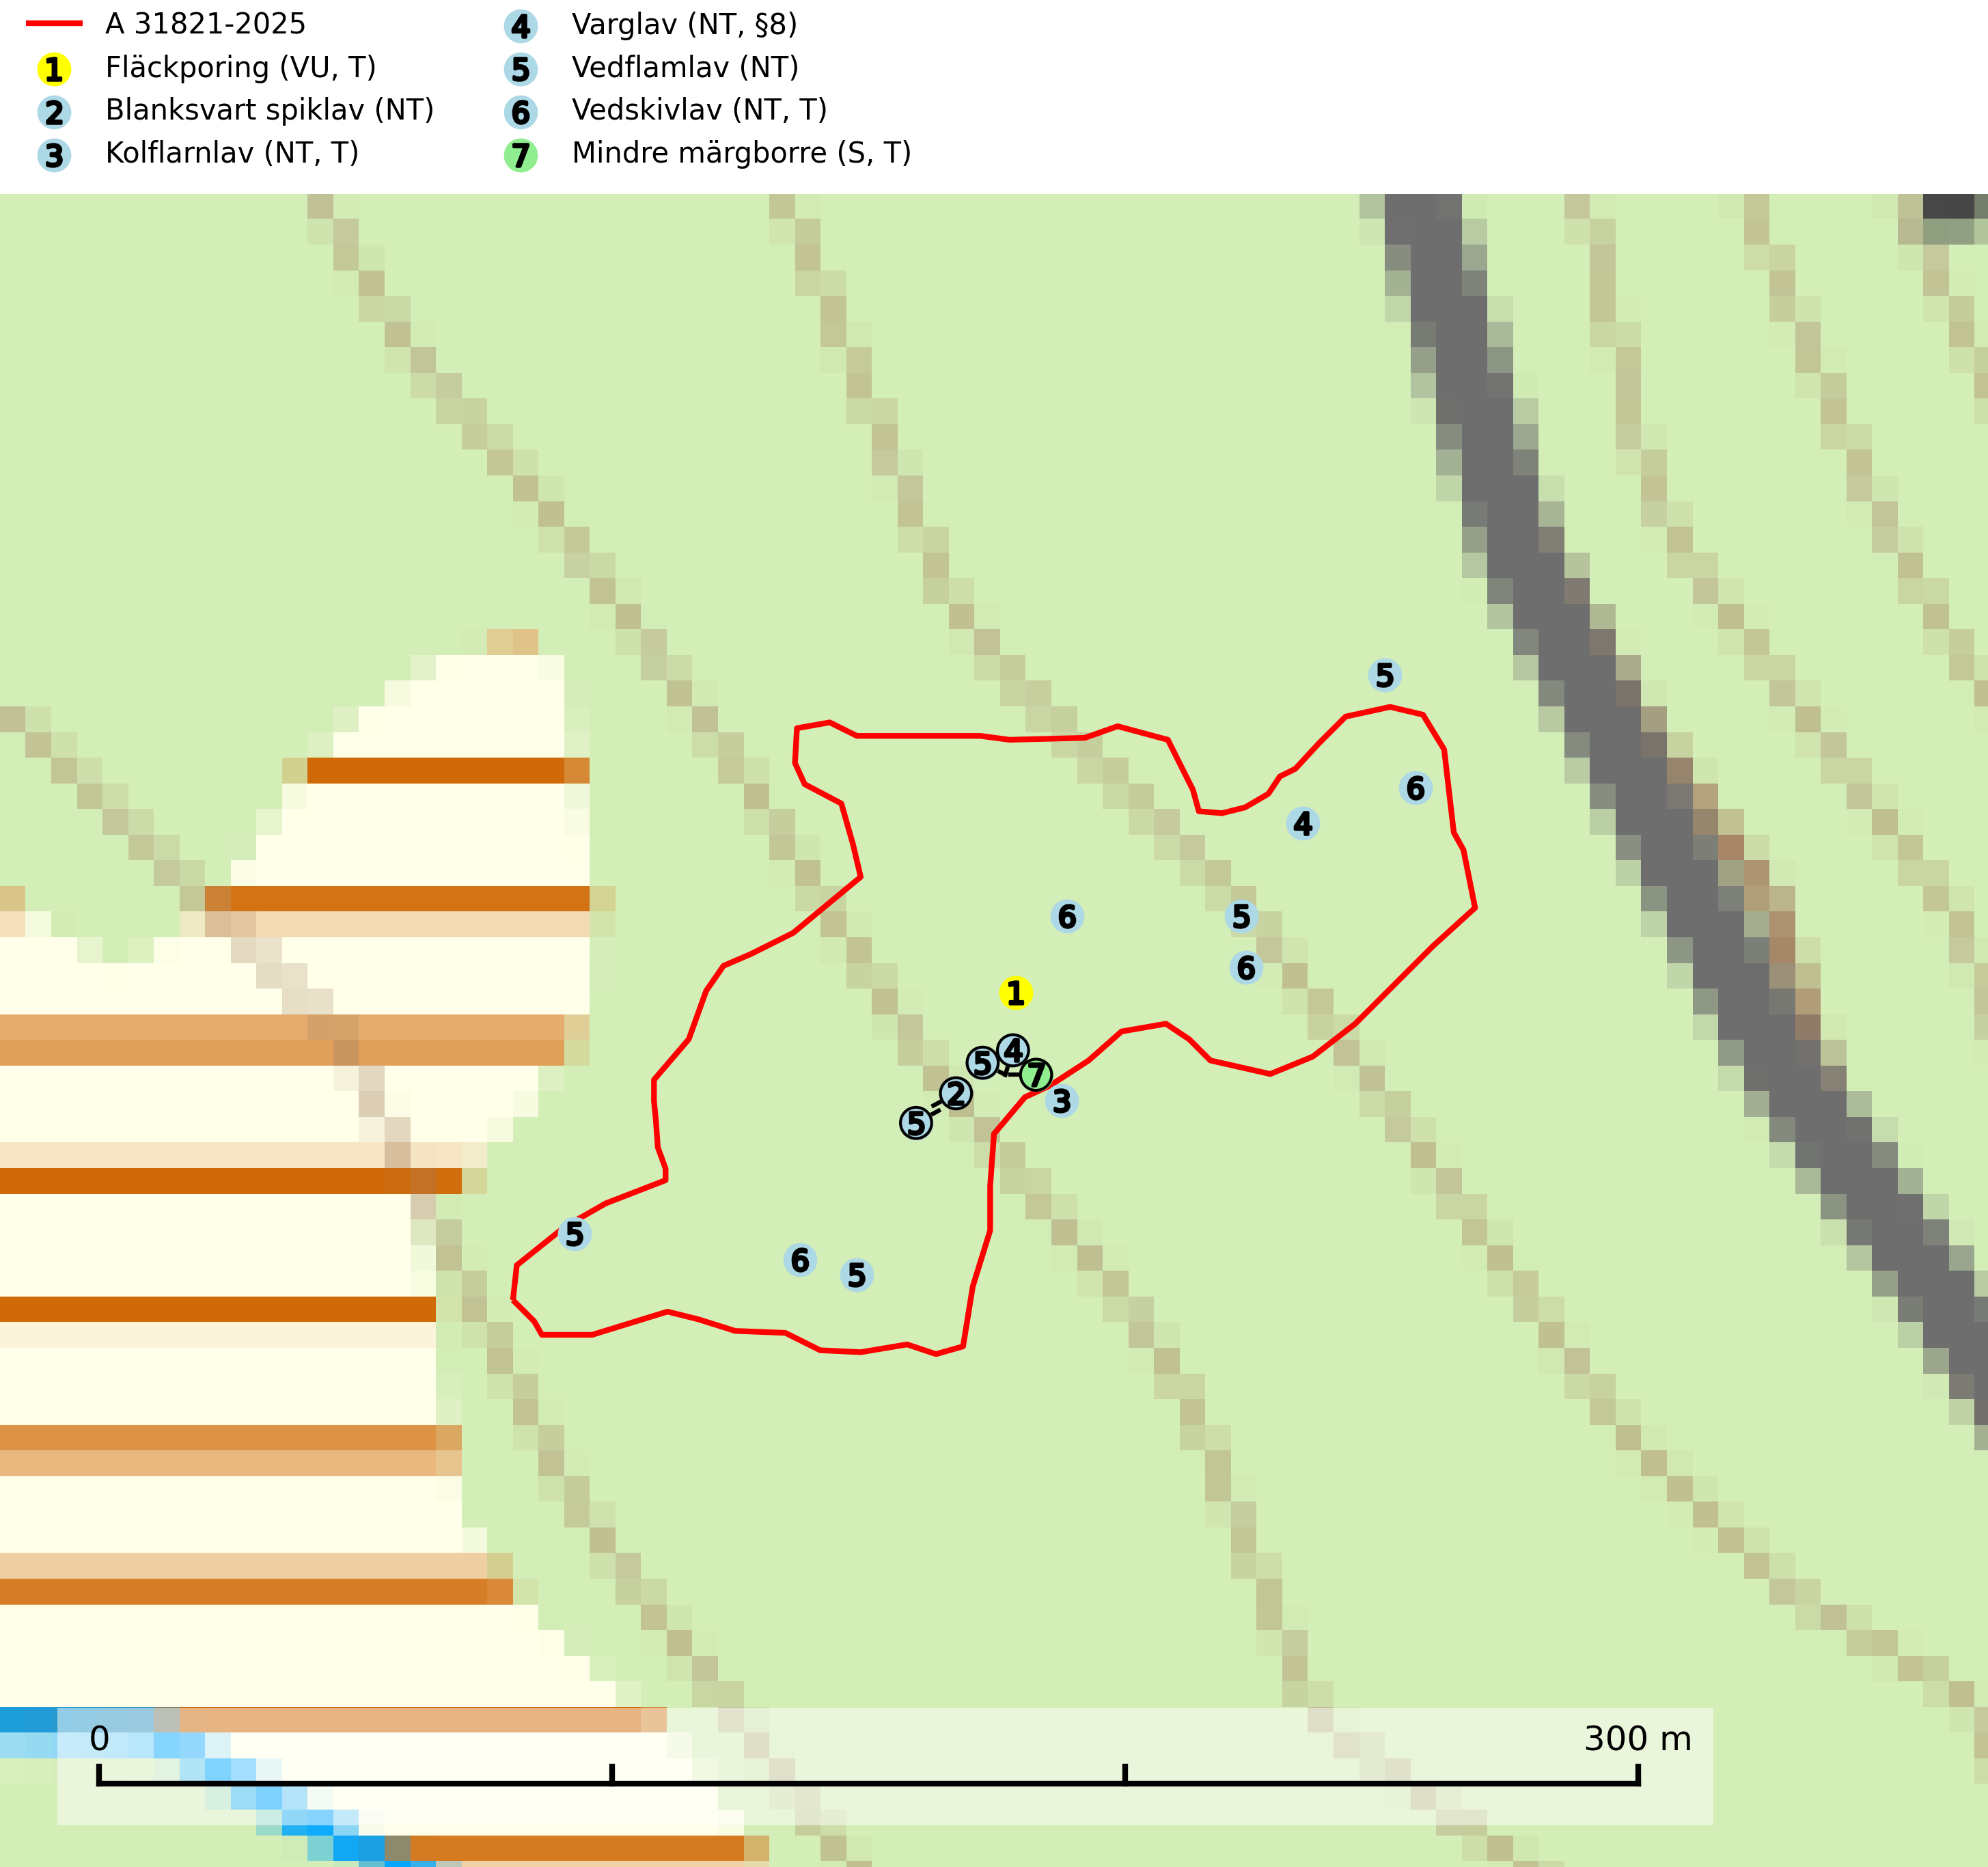 A 31821-2025
1 Fläckporing (VU, T)
2 Blanksvart spiklav (NT)
3 Kolflarnlav (NT, T)
4 Varglav (NT, §8)
5 Vedflamlav (NT)
6 Vedskivlav (NT, T)
7 Mindre märgborre (S, T)
5
6
4
6
5
6
1
4
5
7
2
3
5
5
6
5
0 300 m